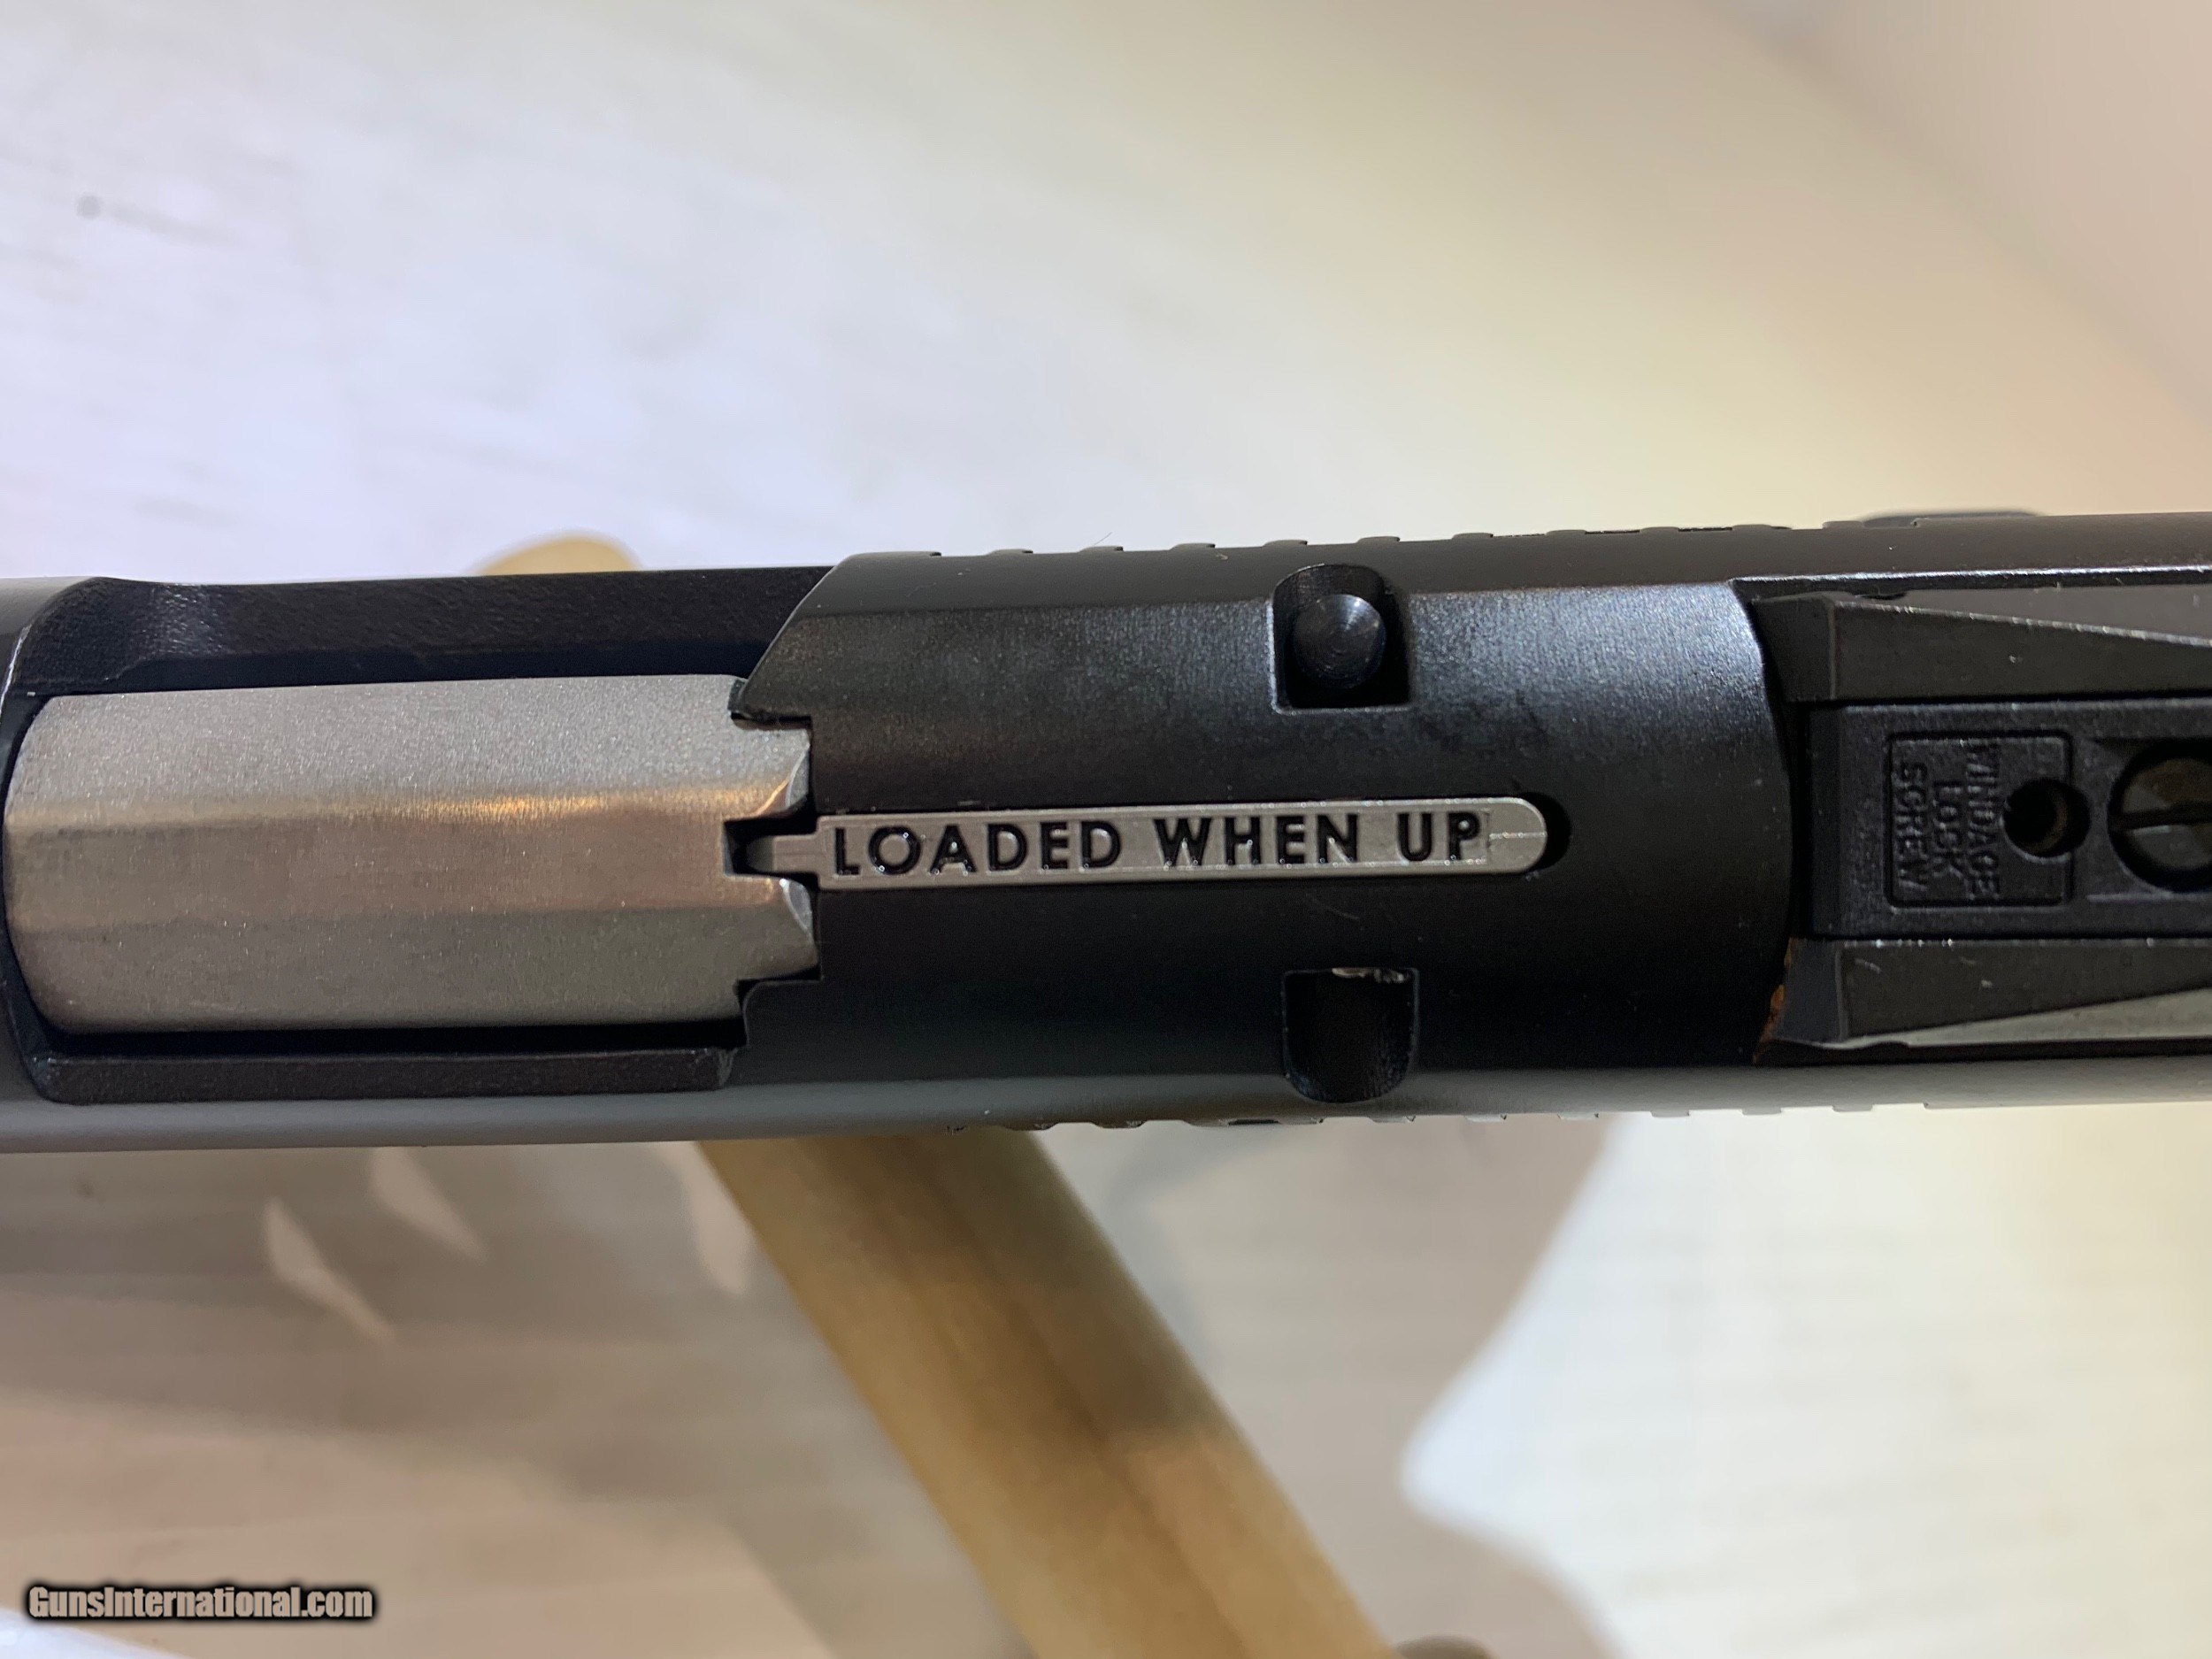 LOADED WHEN UP
WINDAGE
LOCK
SCREW
GunsInternational.com